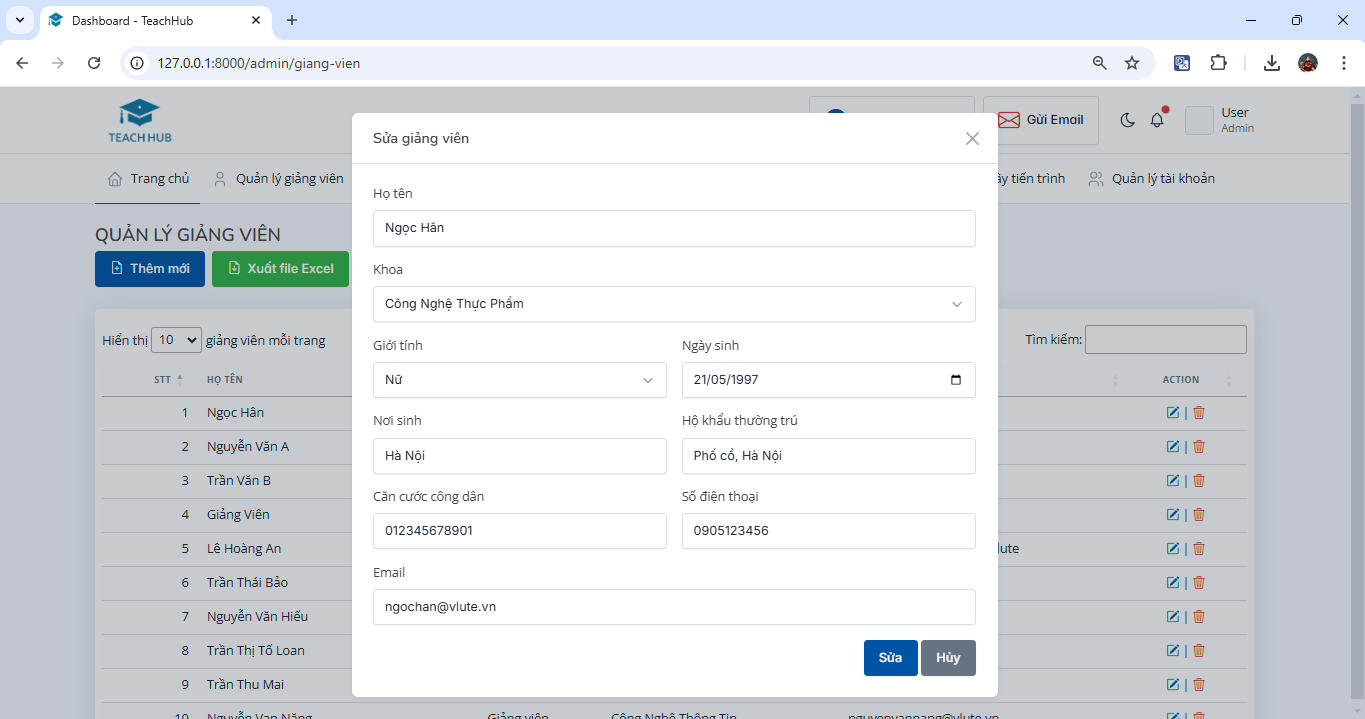 Dashboard - TeachHub
127.0.0.1:8000/admin/giang-vien
TEACH HUB
Gửi Email
User
Admin
Trang chủ
Quản lý giảng viên
tiến trình
Quản lý tài khoản
QUẢN LÝ GIẢNG VIÊN
Thêm mới
Xuất file Excel
Hiển thị 10 giảng viên mỗi trang
Tìm kiếm:
STT HỌ TÊN ACTION
1 Ngọc Hân |
2 Nguyễn Văn A |
3 Trần Văn B |
4 Giảng Viên |
5 Lê Hoàng An lute |
6 Trần Thái Bảo |
7 Nguyễn Văn Hiếu |
8 Trần Thị Tố Loan |
9 Trần Thu Mai |
10 Nguyễn Vạn Năng Giảng viên Công Nghệ Thông Tin nguyenvannang@vlute.vn
Sửa giảng viên
Họ tên
Ngọc Hân
Khoa
Công Nghệ Thực Phẩm
Giới tính Ngày sinh
Nữ 21/05/1997
Nơi sinh Hộ khẩu thường trú
Hà Nội Phố cổ, Hà Nội
Căn cước công dân Số điện thoại
012345678901 0905123456
Email
ngochan@vlute.vn
Sửa Hủy